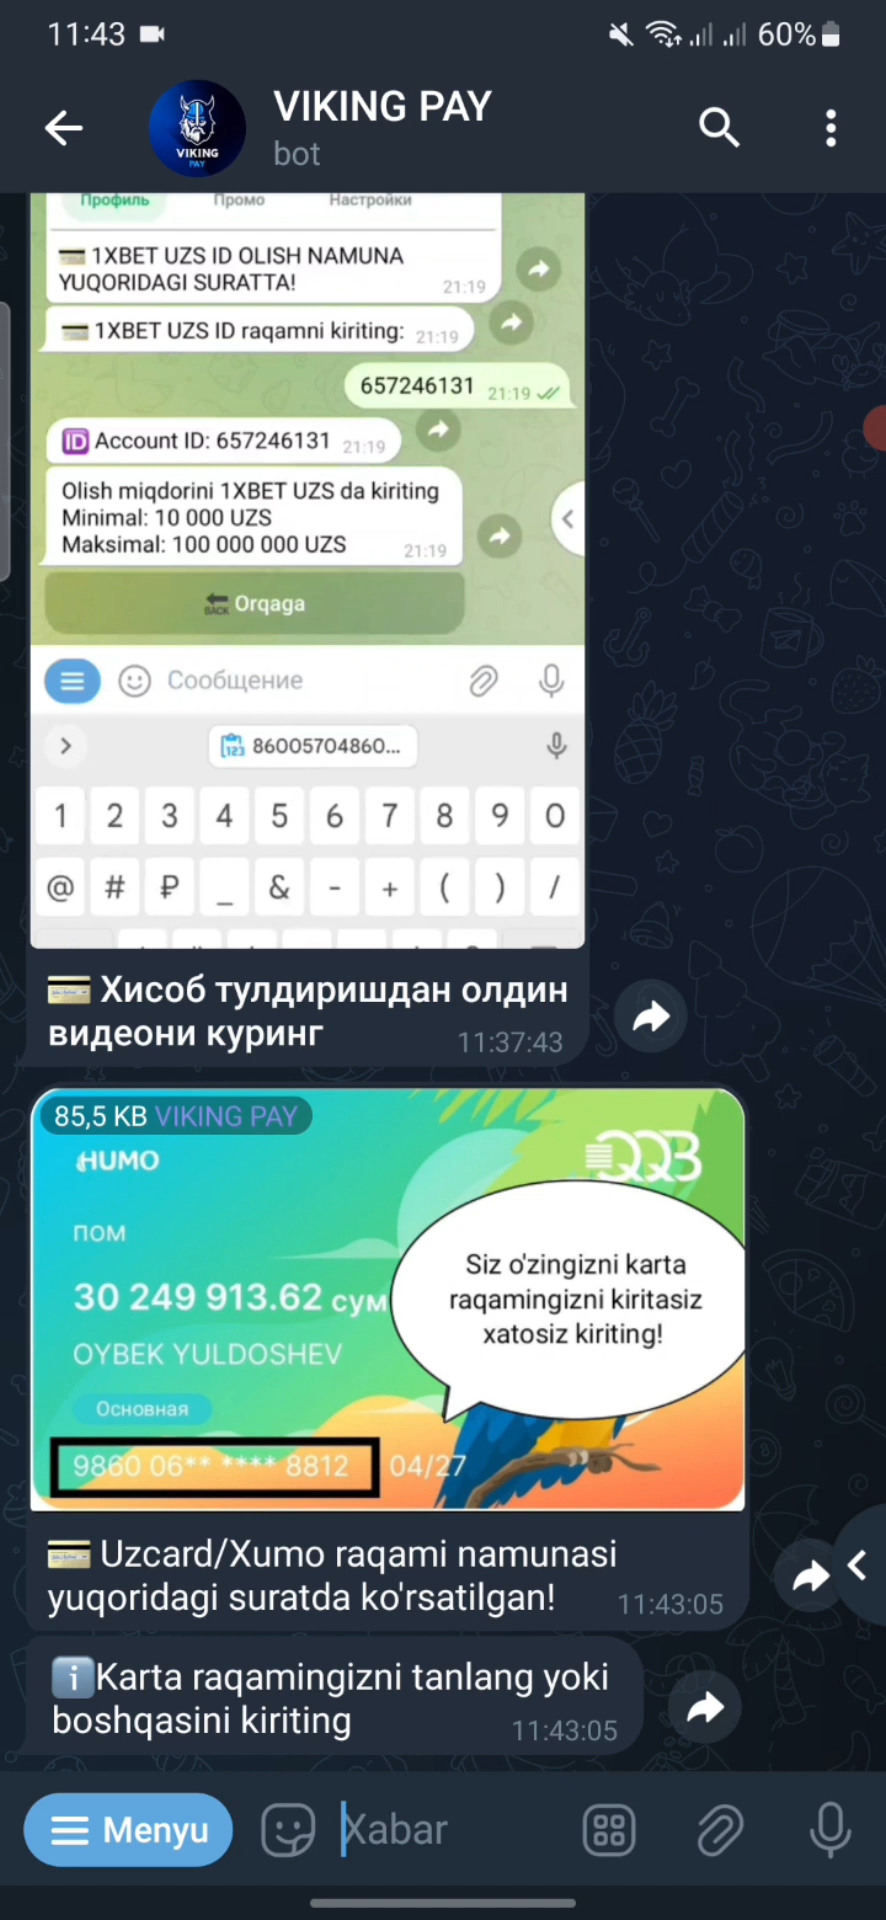 11:43
60%
VIKING PAY
bot
VIKING
PAY
Профиль Промо Настройки
1XBET UZS ID OLISH NAMUNA
YUQORIDAGI SURATTA!
21:19
1XBET UZS ID raqamni kiriting:
21:19
657246131
21:19
ID Account ID: 657246131
21:19
Olish miqdorini 1XBET UZS da kiriting
Minimal: 10 000 UZS
Maksimal: 100 000 000 UZS
21:19
BACK Orqaga
Сообщение
123 86005704860...
1 2 3 4 5 6 7 8 9 0
@ # ₽ _ & - + ( ) /
Хисоб тулдиришдан олдин
видеони куринг
11:37:43
85,5 KB VIKING PAY
HUMO
QQB
ПОМ
30 249 913.62 сум
OYBEK YULDOSHEV
Основная
9860 06** **** 8812 04/27
Siz o'zingizni karta
raqamingizni kiritasiz
xatosiz kiriting!
Uzcard/Xumo raqami namunasi
yuqoridagi suratda ko'rsatilgan!
11:43:05
Karta raqamingizni tanlang yoki
boshqasini kiriting
11:43:05
Menyu
Xabar